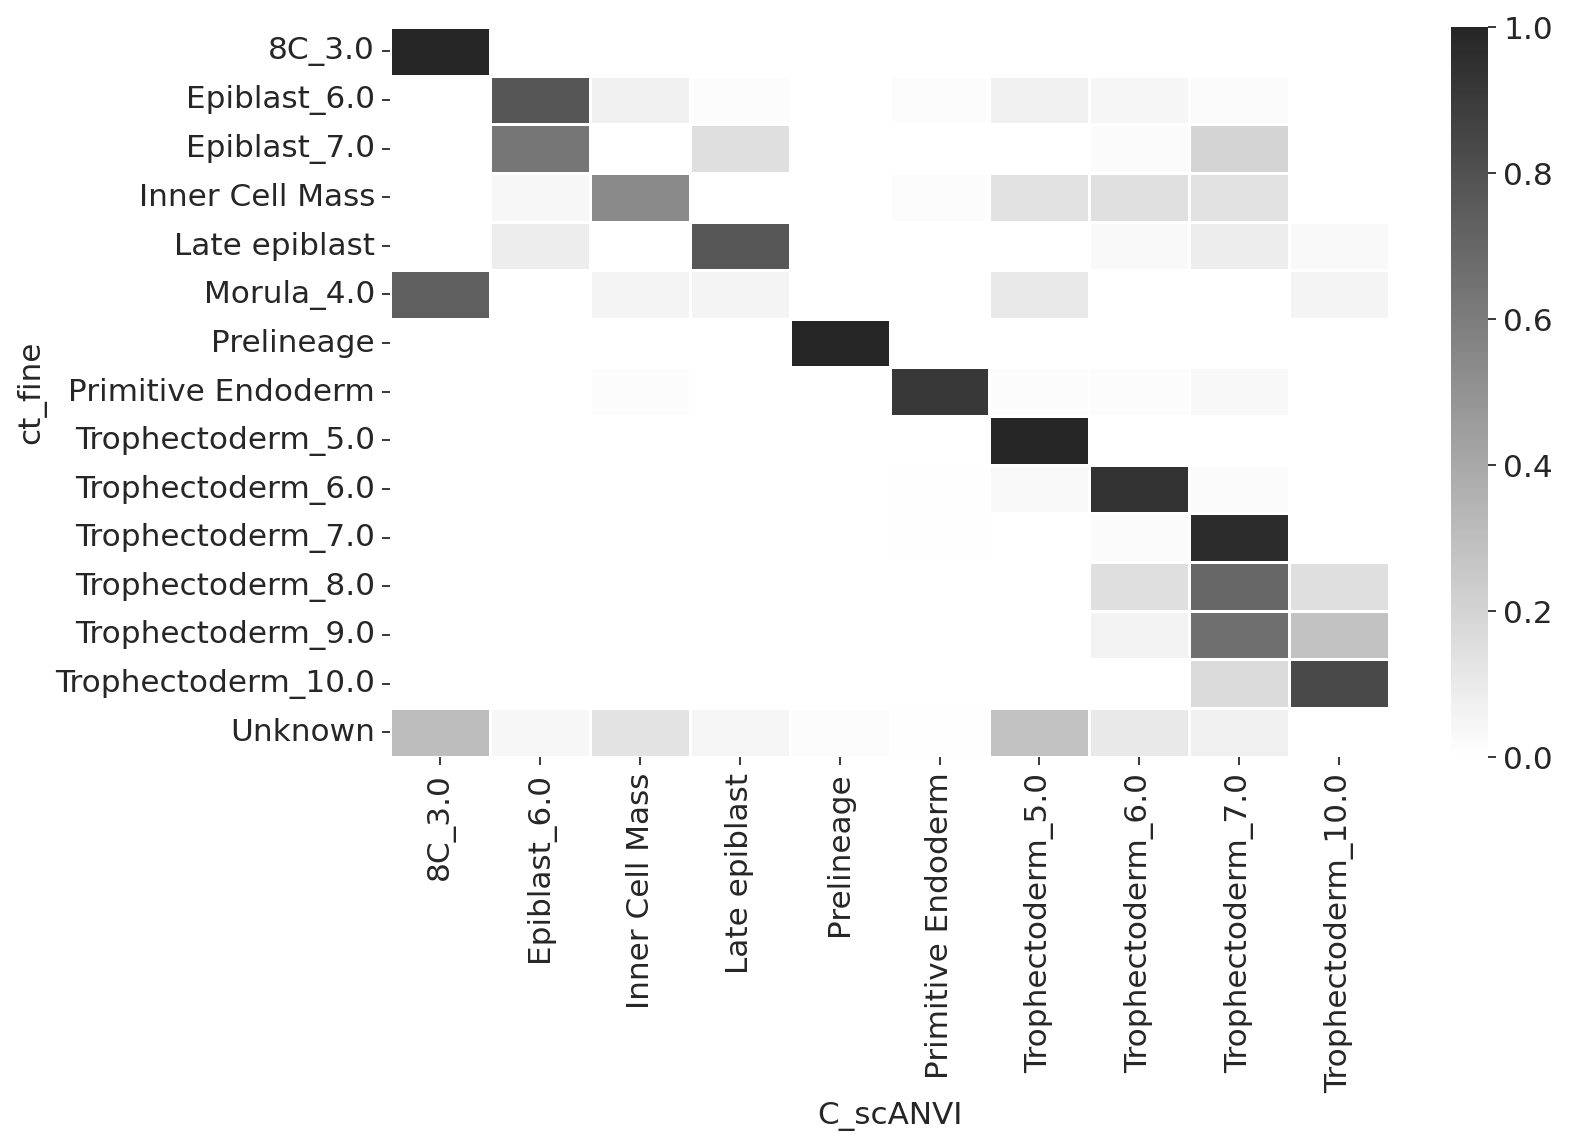 ct_fine
8C_3.0
Epiblast_6.0
Epiblast_7.0
Inner Cell Mass
Late epiblast
Morula_4.0
Prelineage
Primitive Endoderm
Trophectoderm_5.0
Trophectoderm_6.0
Trophectoderm_7.0
Trophectoderm_8.0
Trophectoderm_9.0
Trophectoderm_10.0
Unknown
8C_3.0
Epiblast_6.0
Inner Cell Mass
Late epiblast
Prelineage
Primitive Endoderm
Trophectoderm_5.0
Trophectoderm_6.0
Trophectoderm_7.0
Trophectoderm_10.0
C_scANVI
1.0
0.8
0.6
0.4
0.2
0.0